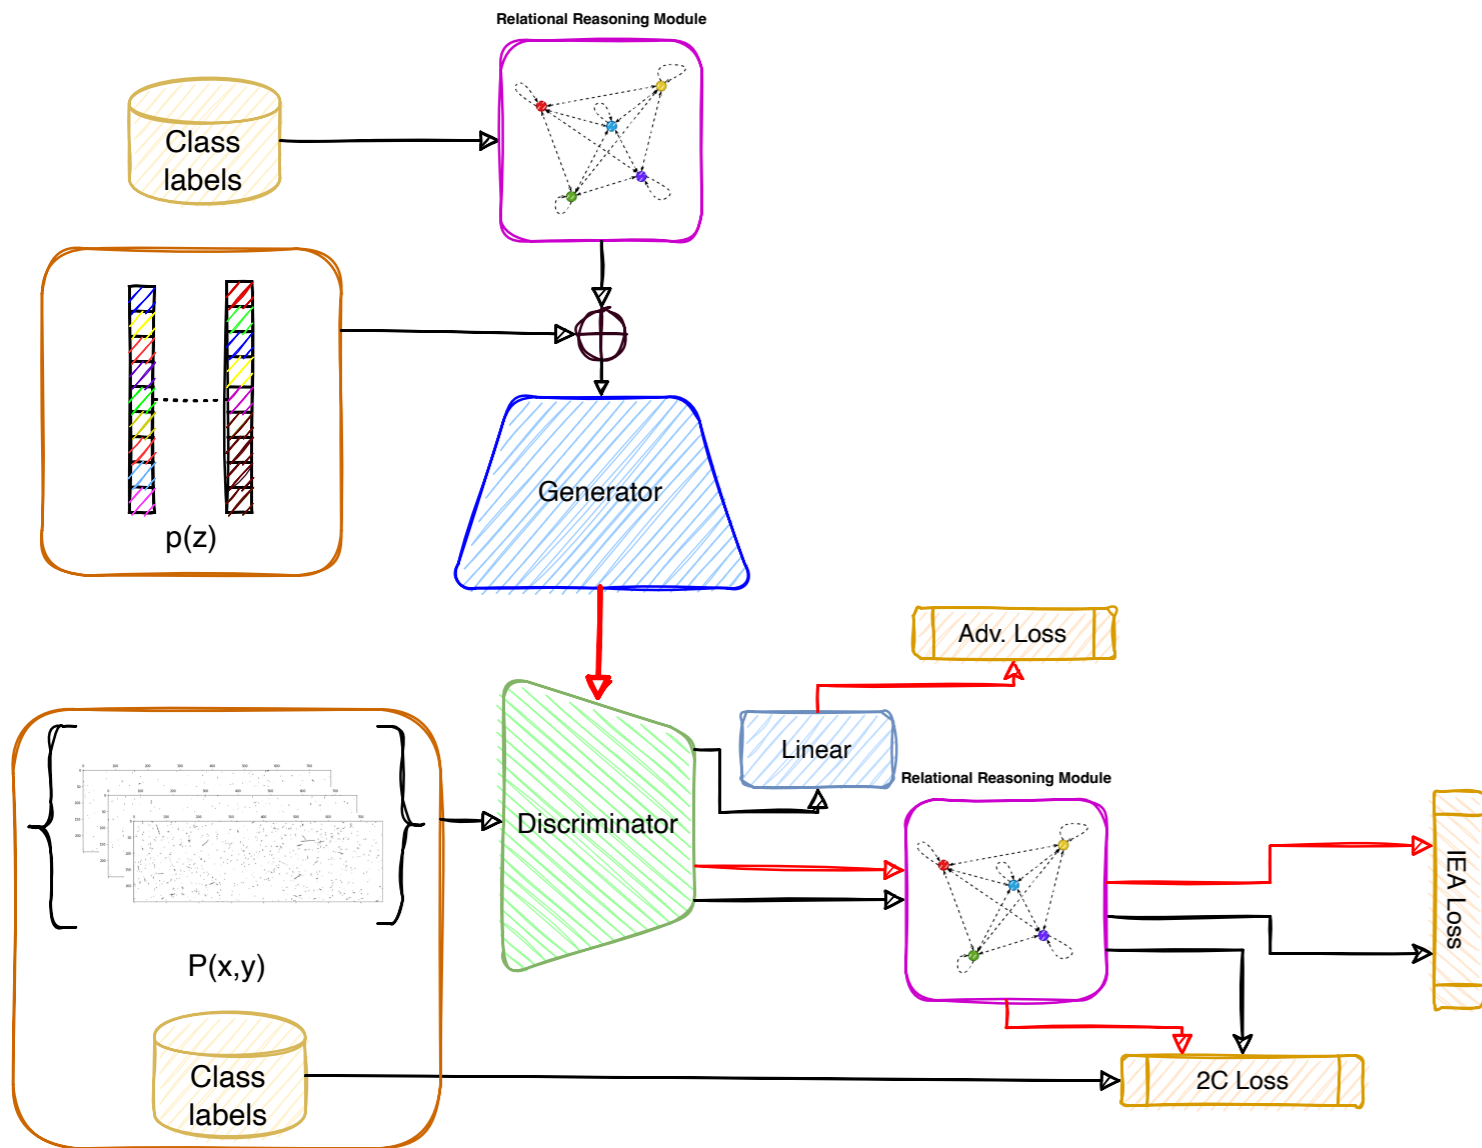 Relational Reasoning Module
Class
labels
p(z)
Generator
Adv. Loss
Linear
Relational Reasoning Module
Discriminator
IEA Loss
P(x,y)
Class
labels
2C Loss